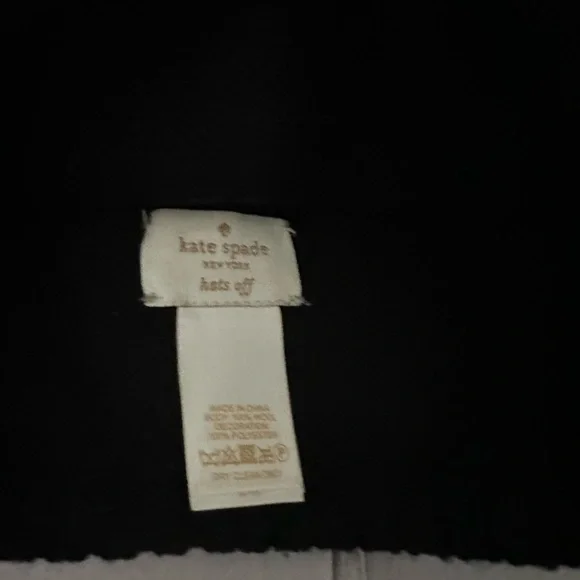 kate spade
NEW YORK
hats off
MADE IN CHINA
BODY 100% WOOL
DECORATION
100% POLYESTER
DRY CLEAN ONLY